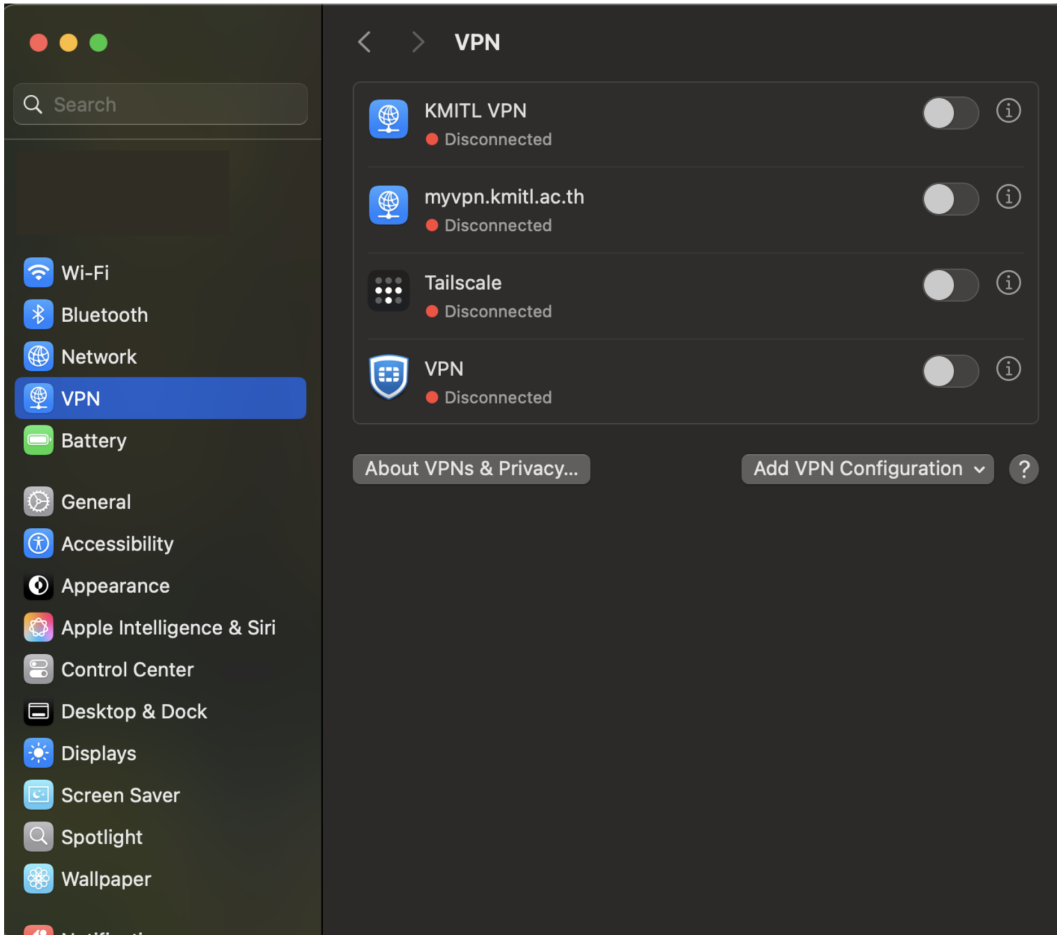 Search
Wi-Fi
Bluetooth
Network
VPN
Battery
General
Accessibility
Appearance
Apple Intelligence & Siri
Control Center
Desktop & Dock
Displays
Screen Saver
Spotlight
Wallpaper
VPN
KMITL VPN
Disconnected
myvpn.kmitl.ac.th
Disconnected
Tailscale
Disconnected
VPN
Disconnected
About VPNs & Privacy...
Add VPN Configuration
?